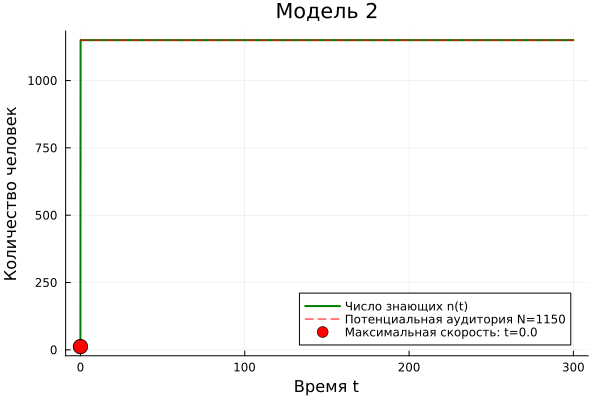 Модель 2
Количество человек
1000
750
500
250
0
0
100
200
300
Время t
Число знающих n(t)
Потенциальная аудитория N=1150
Максимальная скорость: t=0.0